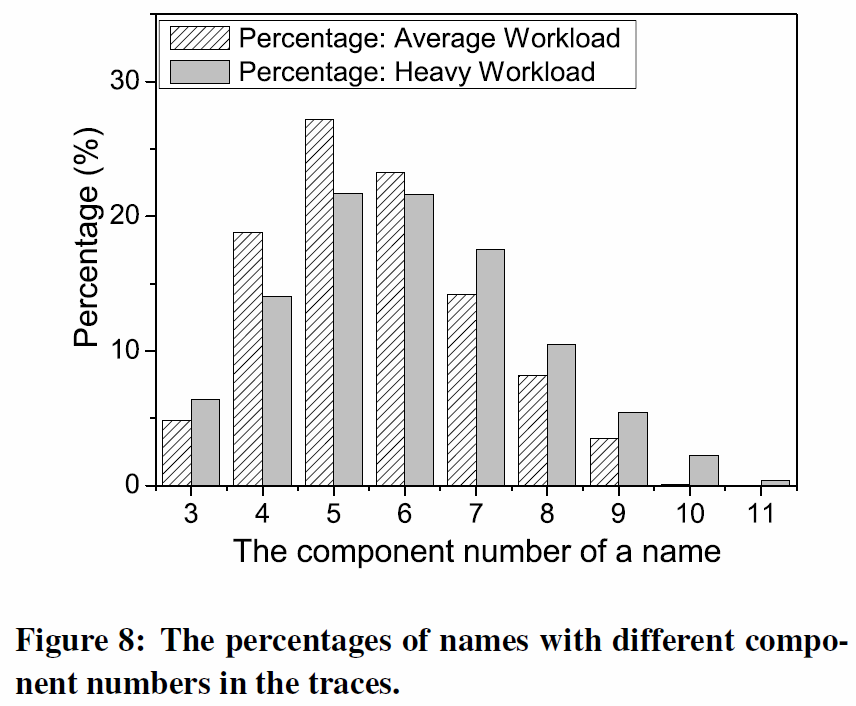 Percentage: Average Workload
Percentage: Heavy Workload
30
20
10
0
Percentage (%)
3 4 5 6 7 8 9 10 11
The component number of a name
Figure 8: The percentages of names with different compo-
nent numbers in the traces.